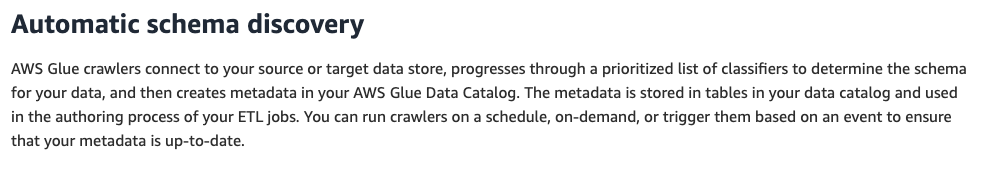 Automatic schema discovery
AWS Glue crawlers connect to your source or target data store, progresses through a prioritized list of classifiers to determine the schema
for your data, and then creates metadata in your AWS Glue Data Catalog. The metadata is stored in tables in your data catalog and used
in the authoring process of your ETL jobs. You can run crawlers on a schedule, on-demand, or trigger them based on an event to ensure
that your metadata is up-to-date.